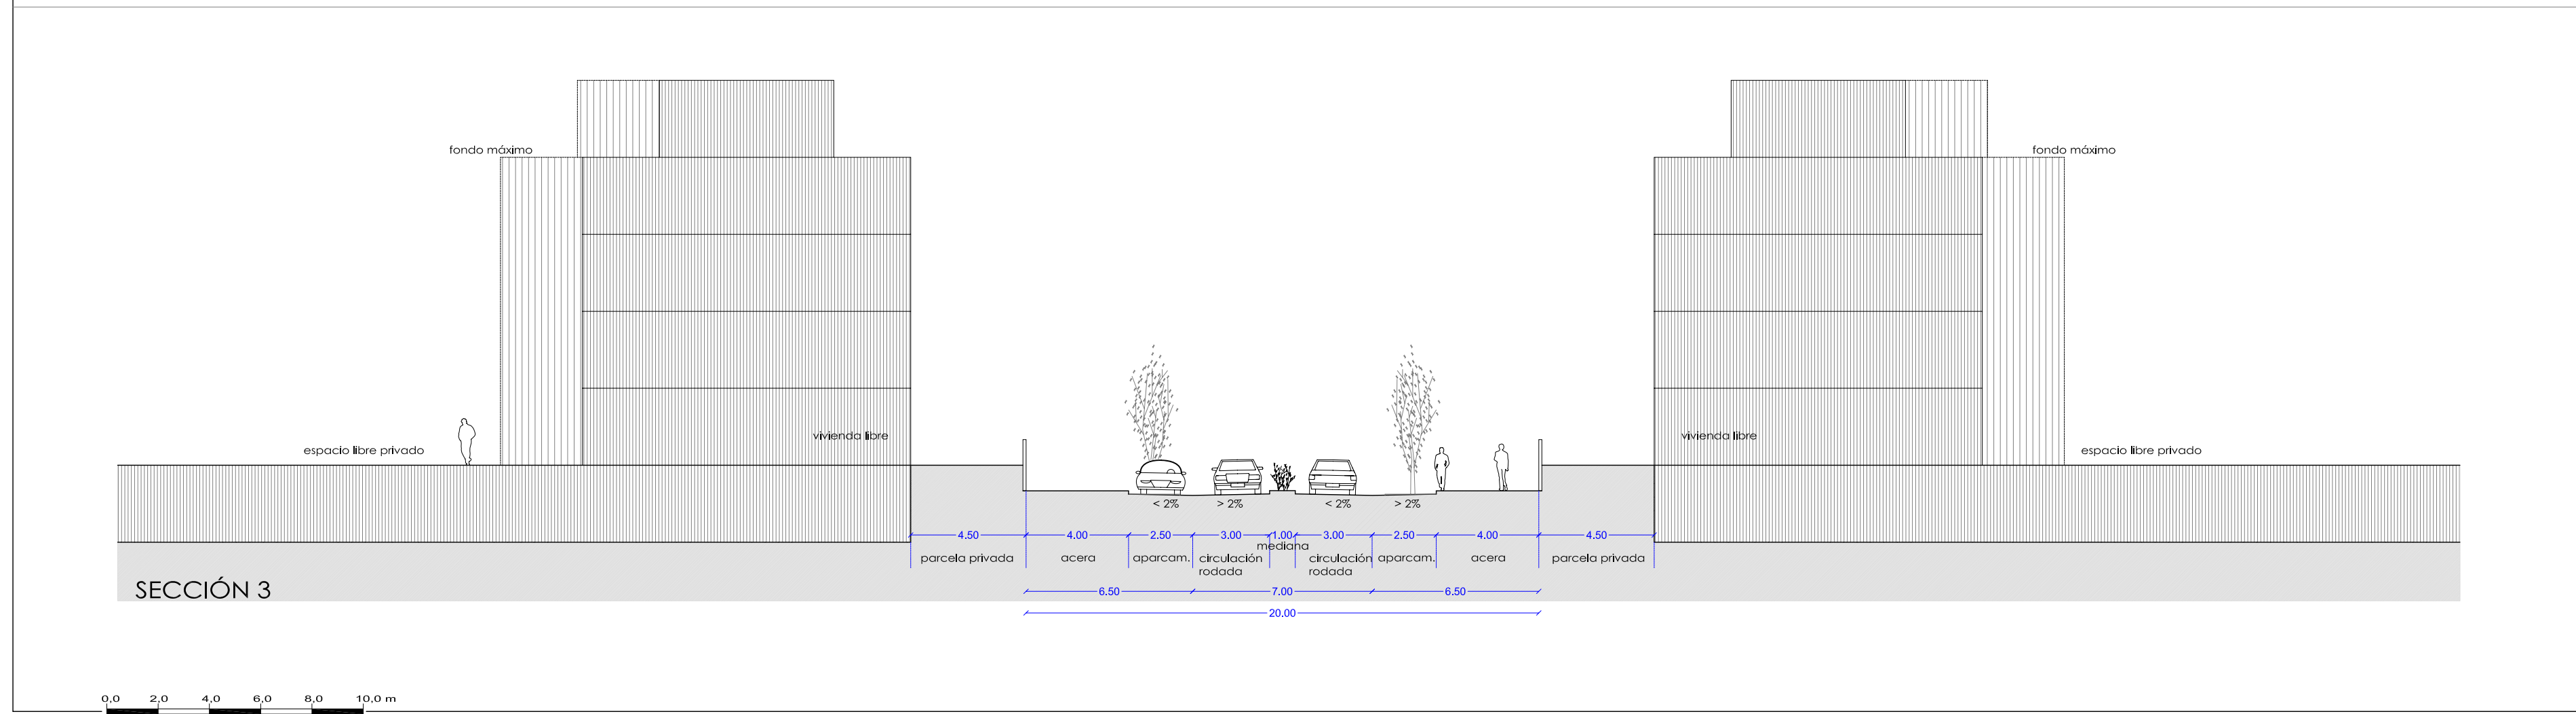 fondo máximo
fondo máximo
vivienda libre
vivienda libre
espacio libre privado
espacio libre privado
< 2%
> 2%
< 2%
> 2%
4.50
4.00
2.50
3.00
1.00
3.00
2.50
4.00
4.50
mediana
parcela privada
acera
aparcam.
circulación
rodada
circulación
rodada
aparcam.
acera
parcela privada
SECCIÓN 3
6.50
7.00
6.50
20.00
0,0 2,0 4,0 6,0 8,0 10,0 m